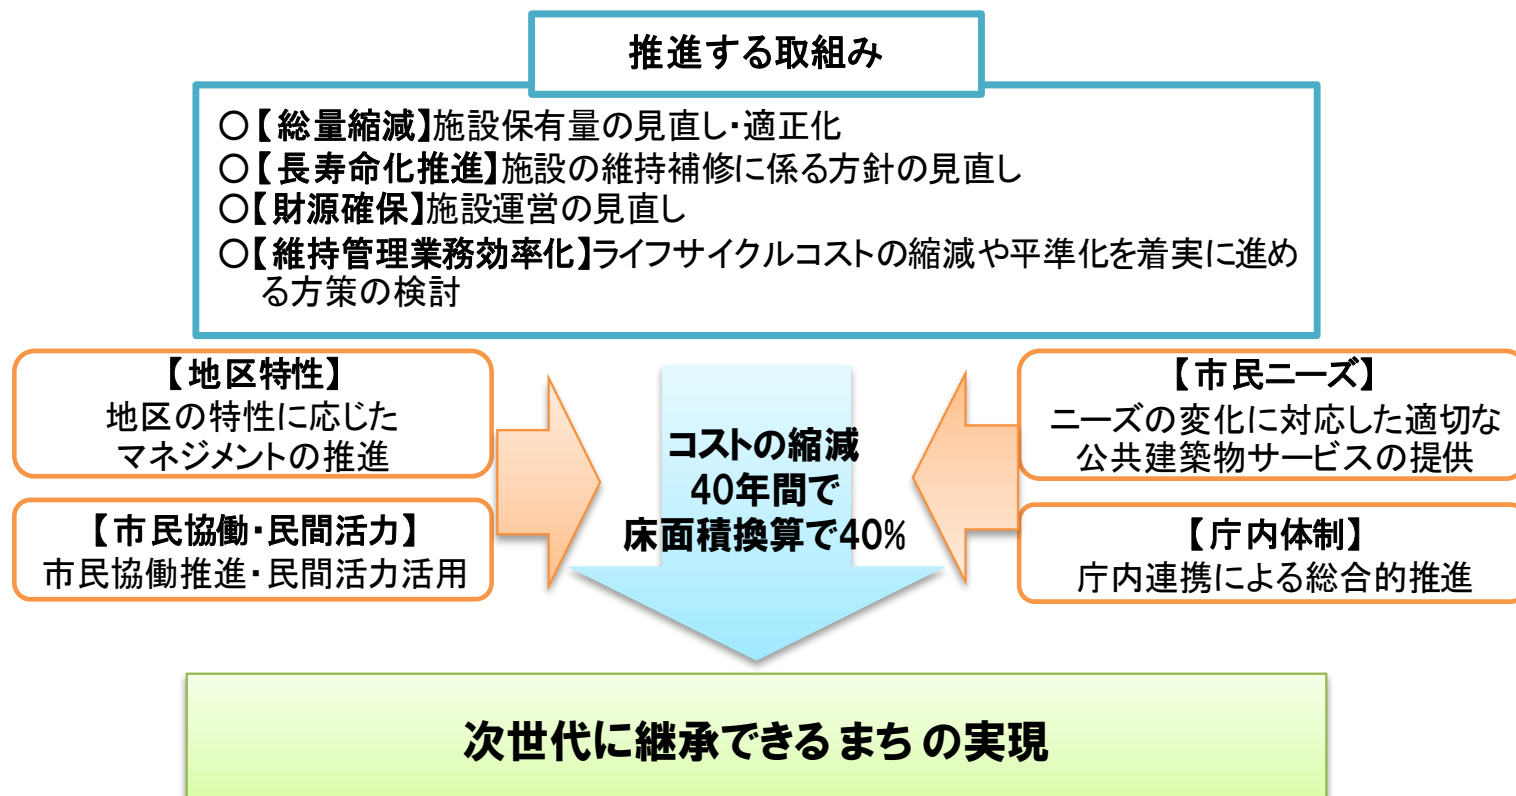 推進する取組み
○【総量縮減】施設保有量の見直し・適正化
○【長寿命化推進】施設の維持補修に係る方針の見直し
○【財源確保】施設運営の見直し
○【維持管理業務効率化】ライフサイクルコストの縮減や平準化を着実に進め
る方策の検討
【地区特性】
地区の特性に応じた
マネジメントの推進
【市民協働・民間活力】
市民協働推進・民間活力活用
コストの縮減
40年間で
床面積換算で40%
【市民ニーズ】
ニーズの変化に対応した適切な
公共建築物サービスの提供
【庁内体制】
庁内連携による総合的推進
次世代に継承できるまちの実現